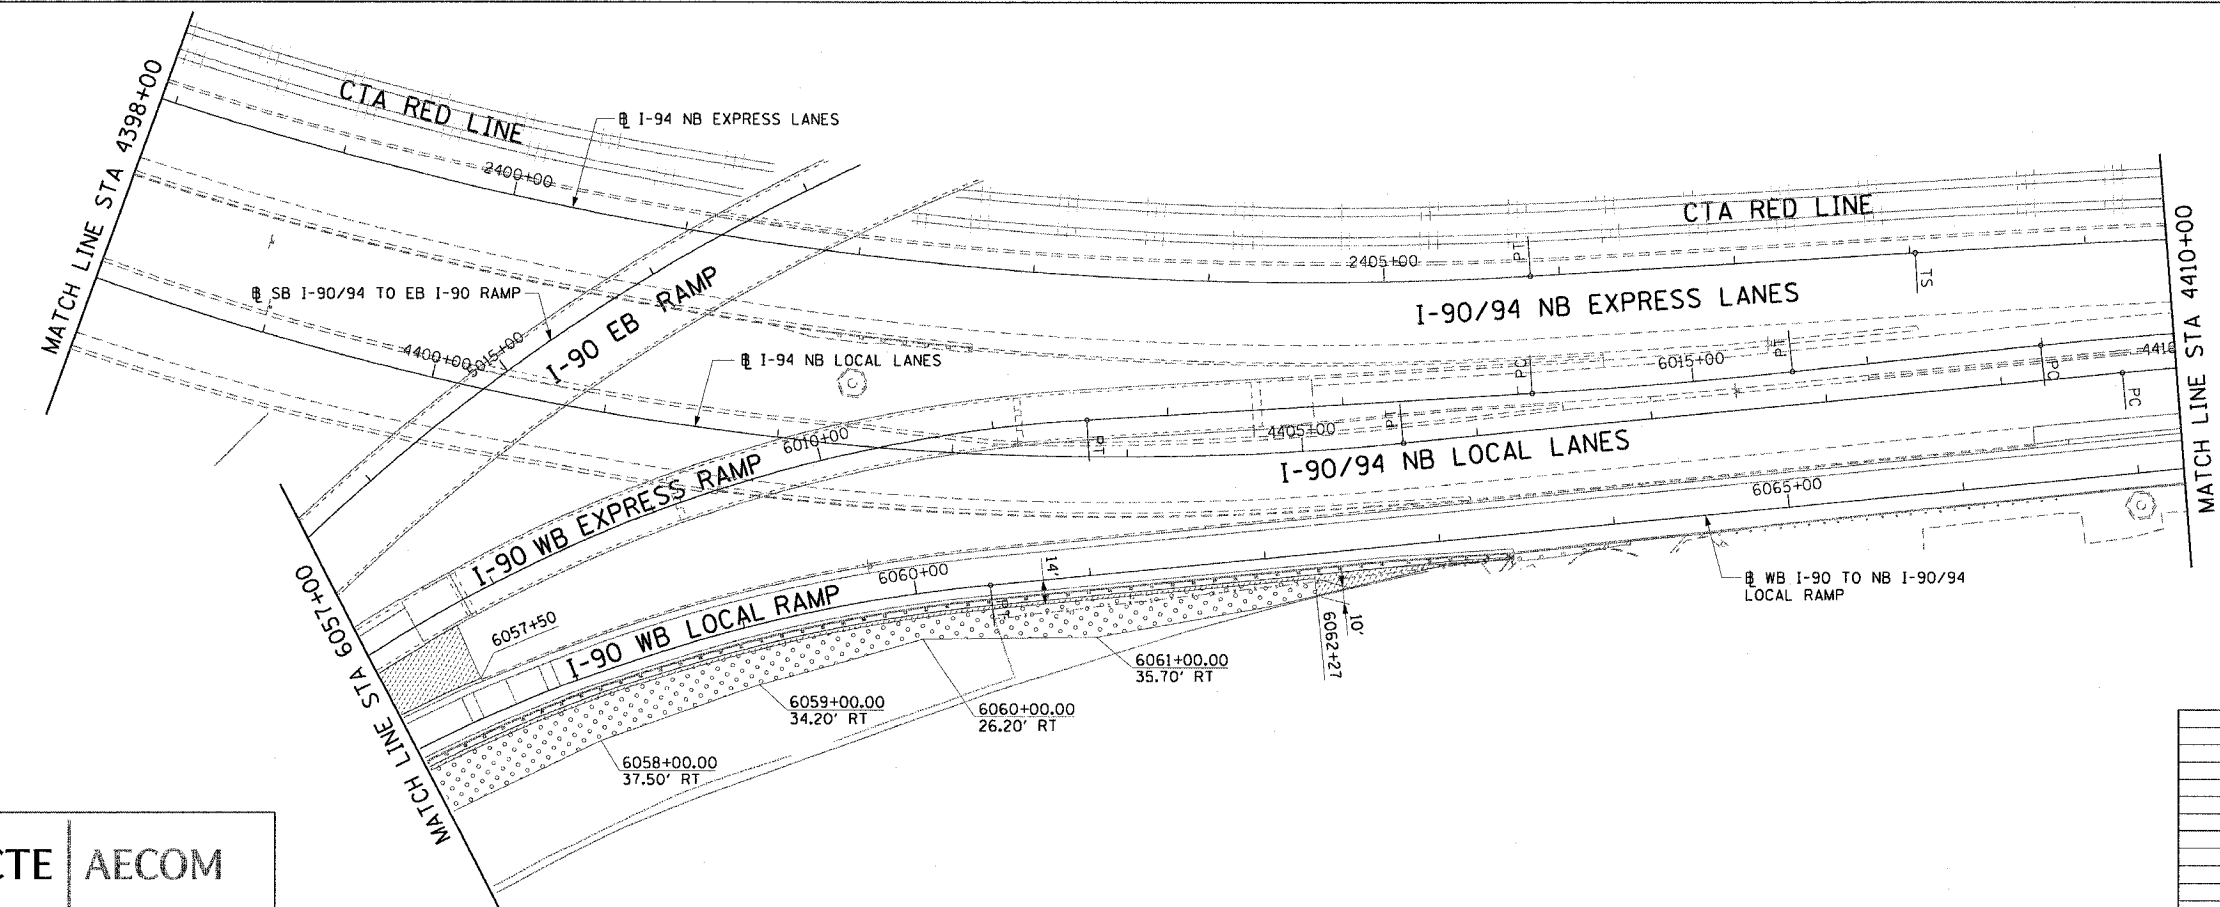 MATCH LINE STA 4398+00
CTA RED LINE
2400+00
℄ I-94 NB EXPRESS LANES
℄ SB I-90/94 TO EB I-90 RAMP
4400+00
5015+00
I-90 EB RAMP
℄ I-94 NB LOCAL LANES
C
CTA RED LINE
2405+00
PT
TS
I-90/94 NB EXPRESS LANES
MATCH LINE STA 4410+00
6010+00
PT
4405+00
PT
PC
6015+00
PT
PC
4410
PC
I-90/94 NB LOCAL LANES
I-90 WB EXPRESS RAMP
6065+00
C
℄ WB I-90 TO NB I-90/94
LOCAL RAMP
6060+00
14'
PT
10'
6062+27
MATCH LINE STA 6057+00
6057+50
I-90 WB LOCAL RAMP
6061+00.00
35.70' RT
6060+00.00
26.20' RT
6059+00.00
34.20' RT
6058+00.00
37.50' RT
CTE AECOM